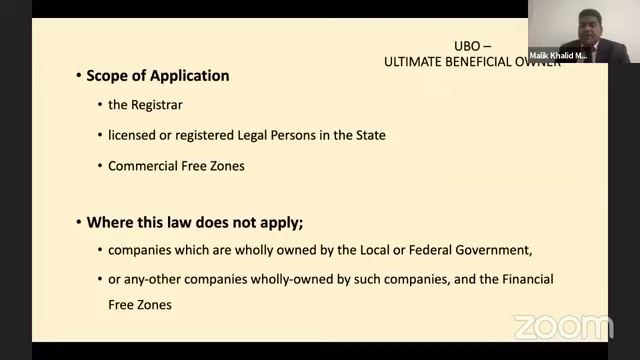 Malik Khalid M...
UBO –
ULTIMATE BENEFICIAL OWNER
• Scope of Application
• the Registrar
• licensed or registered Legal Persons in the State
• Commercial Free Zones
• Where this law does not apply;
• companies which are wholly owned by the Local or Federal Government,
• or any-other companies wholly-owned by such companies, and the Financial
Free Zones
zoom